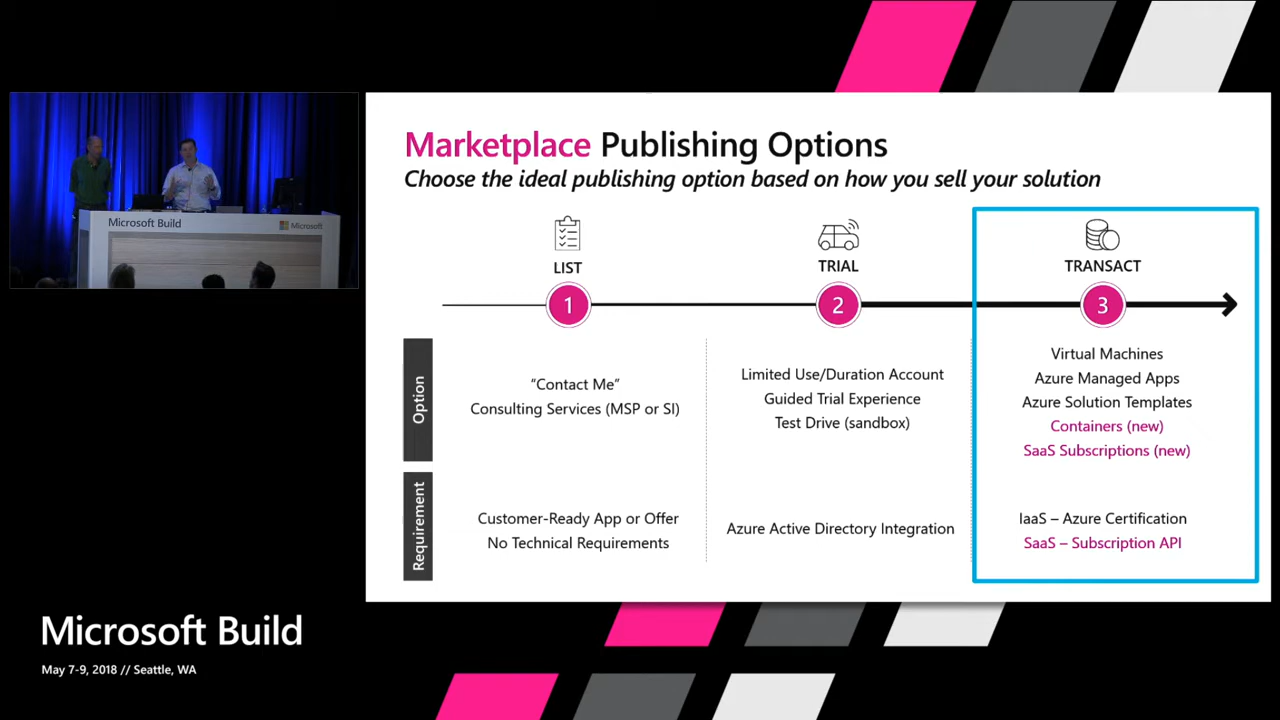 Marketplace Publishing Options
Choose the ideal publishing option based on how you sell your solution
LIST
TRIAL
TRANSACT
1
2
3
Option
"Contact Me"
Consulting Services (MSP or SI)
Limited Use/Duration Account
Guided Trial Experience
Test Drive (sandbox)
Virtual Machines
Azure Managed Apps
Azure Solution Templates
Containers (new)
SaaS Subscriptions (new)
Requirement
Customer-Ready App or Offer
No Technical Requirements
Azure Active Directory Integration
IaaS – Azure Certification
SaaS – Subscription API
Microsoft Build
Microsoft
Microsoft Build
May 7-9, 2018 // Seattle, WA